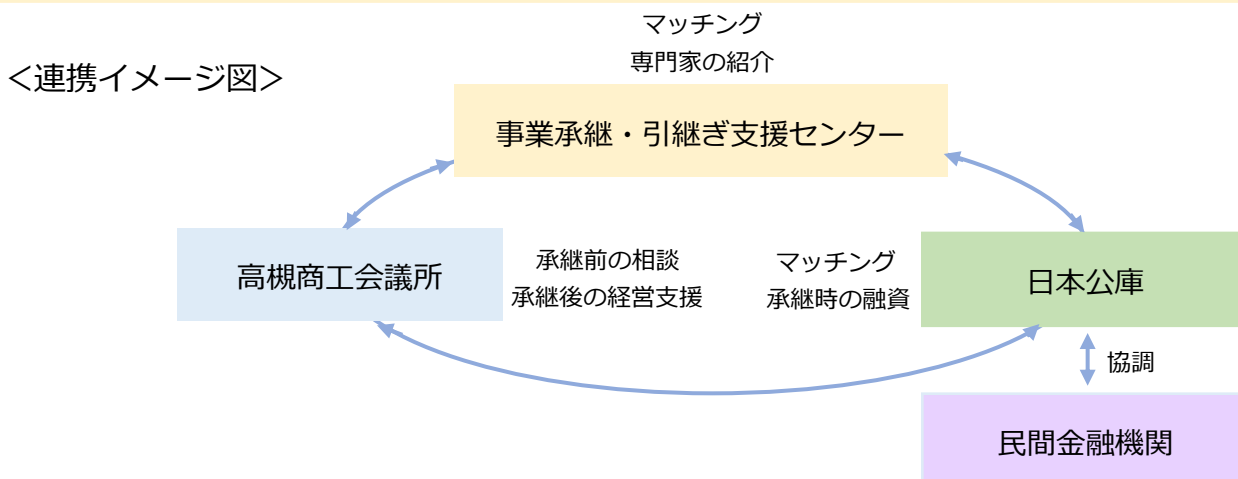 マッチング
専門家の紹介
＜連携イメージ図＞
事業承継・引継ぎ支援センター
高槻商工会議所
承継前の相談
承継後の経営支援
マッチング
承継時の融資
日本公庫
協調
民間金融機関